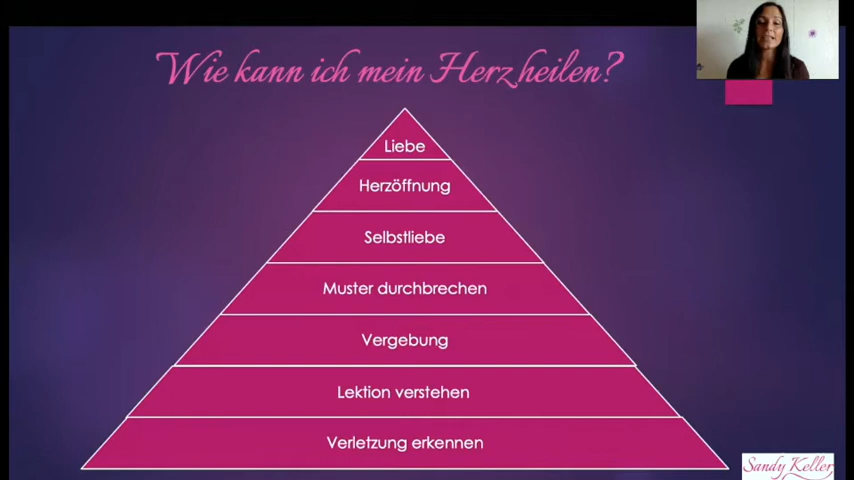 Wie kann ich mein Herz heilen?
Liebe
Herzöffnung
Selbstliebe
Muster durchbrechen
Vergebung
Lektion verstehen
Verletzung erkennen
Sandy Keller